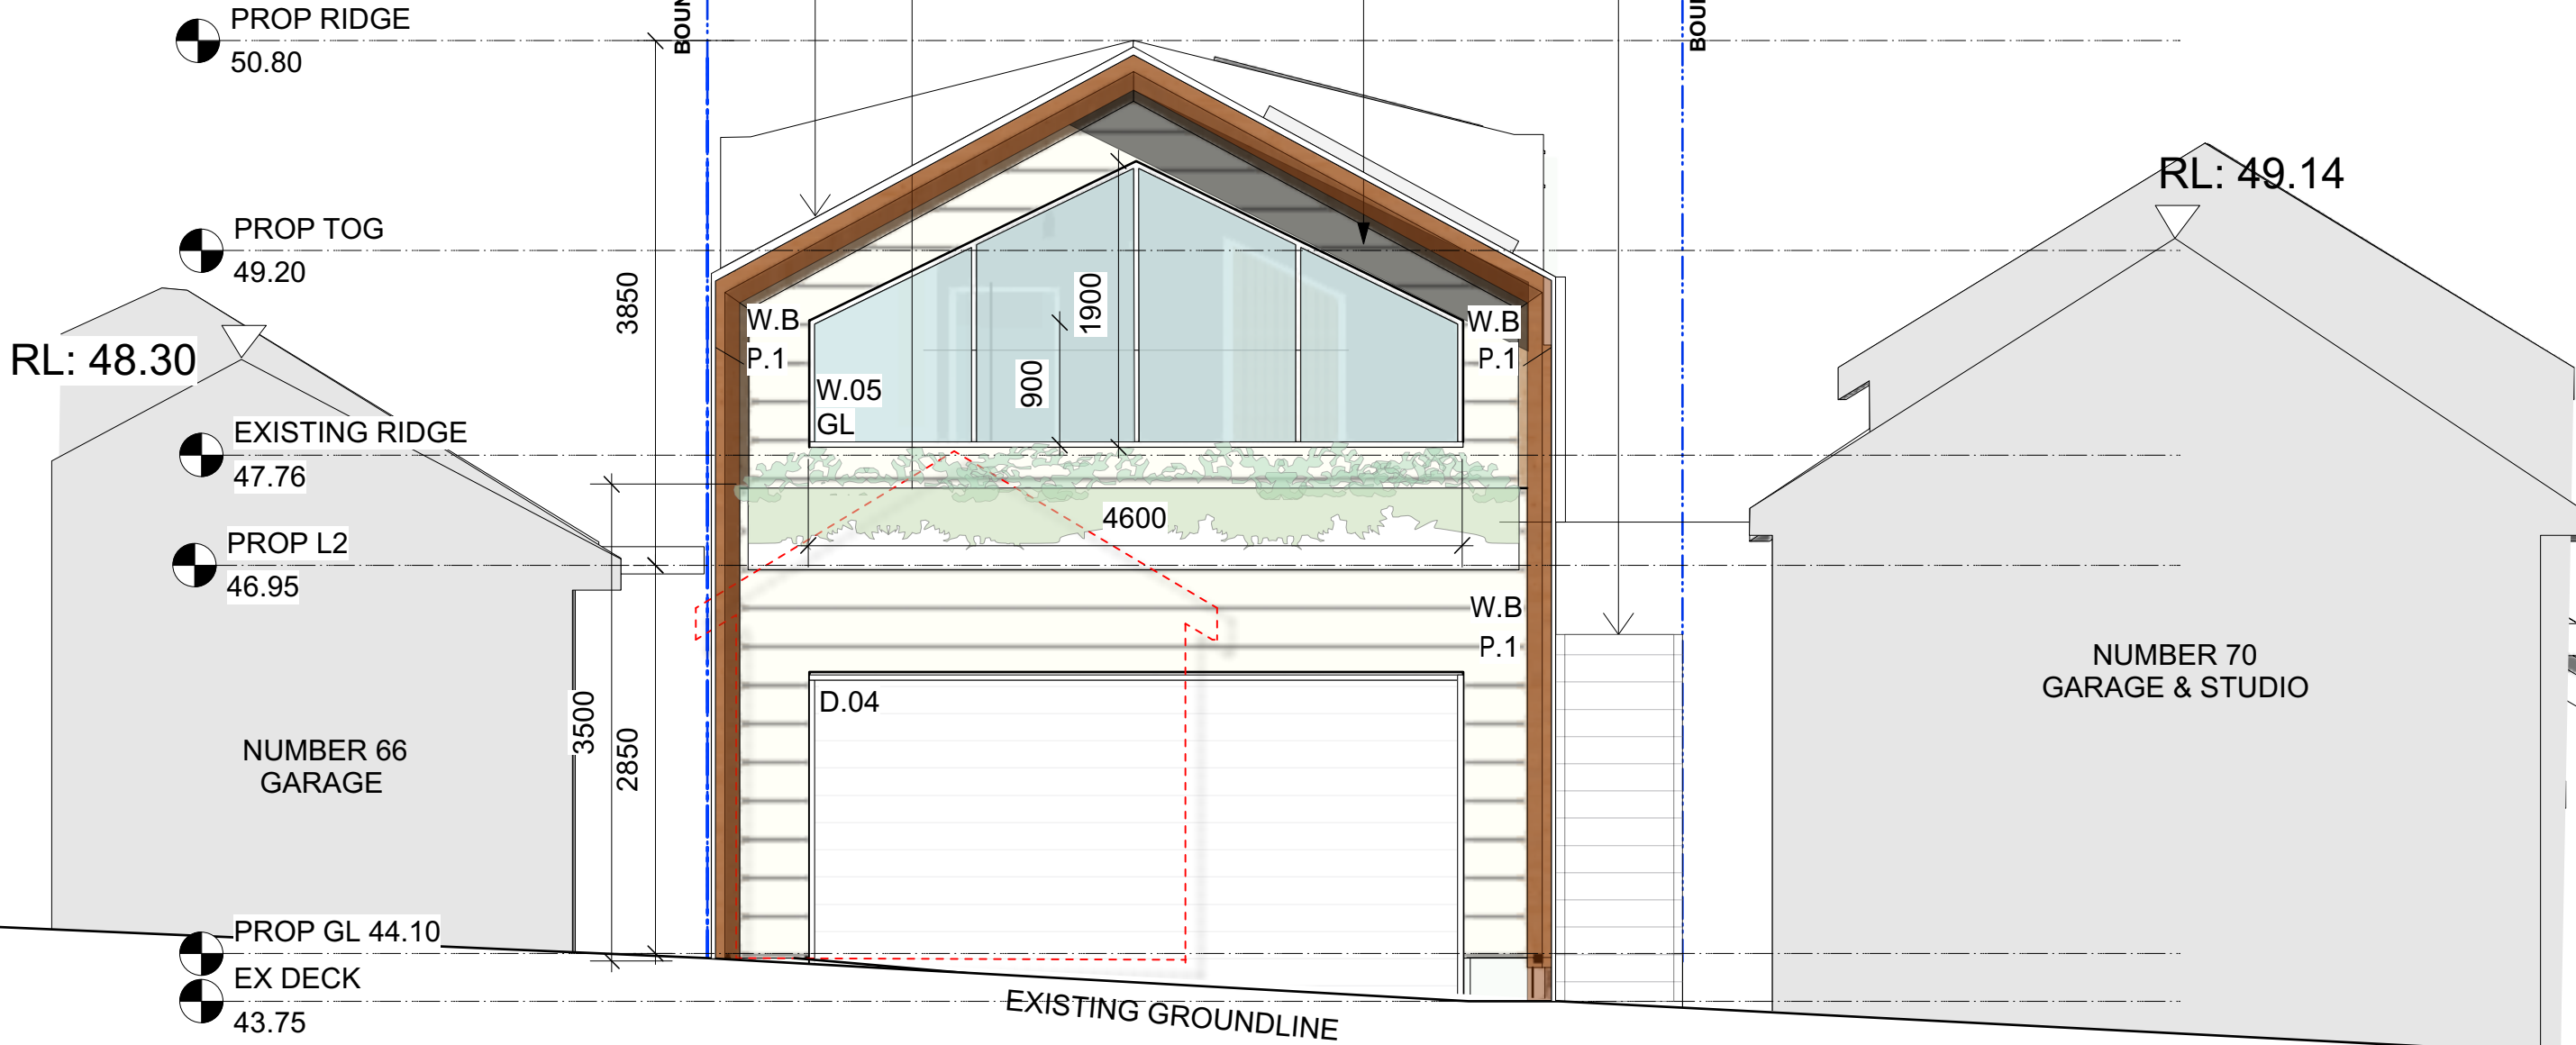 PROP RIDGE
50.80
BOUN
BOUN
PROP TOG
49.20
RL: 49.14
3850
1900
900
W.B
P.1
W.B
P.1
RL: 48.30
W.05
GL
EXISTING RIDGE
47.76
4600
PROP L2
46.95
W.B
P.1
D.04
3500
2850
NUMBER 66
GARAGE
NUMBER 70
GARAGE & STUDIO
PROP GL 44.10
EX DECK
43.75
EXISTING GROUNDLINE